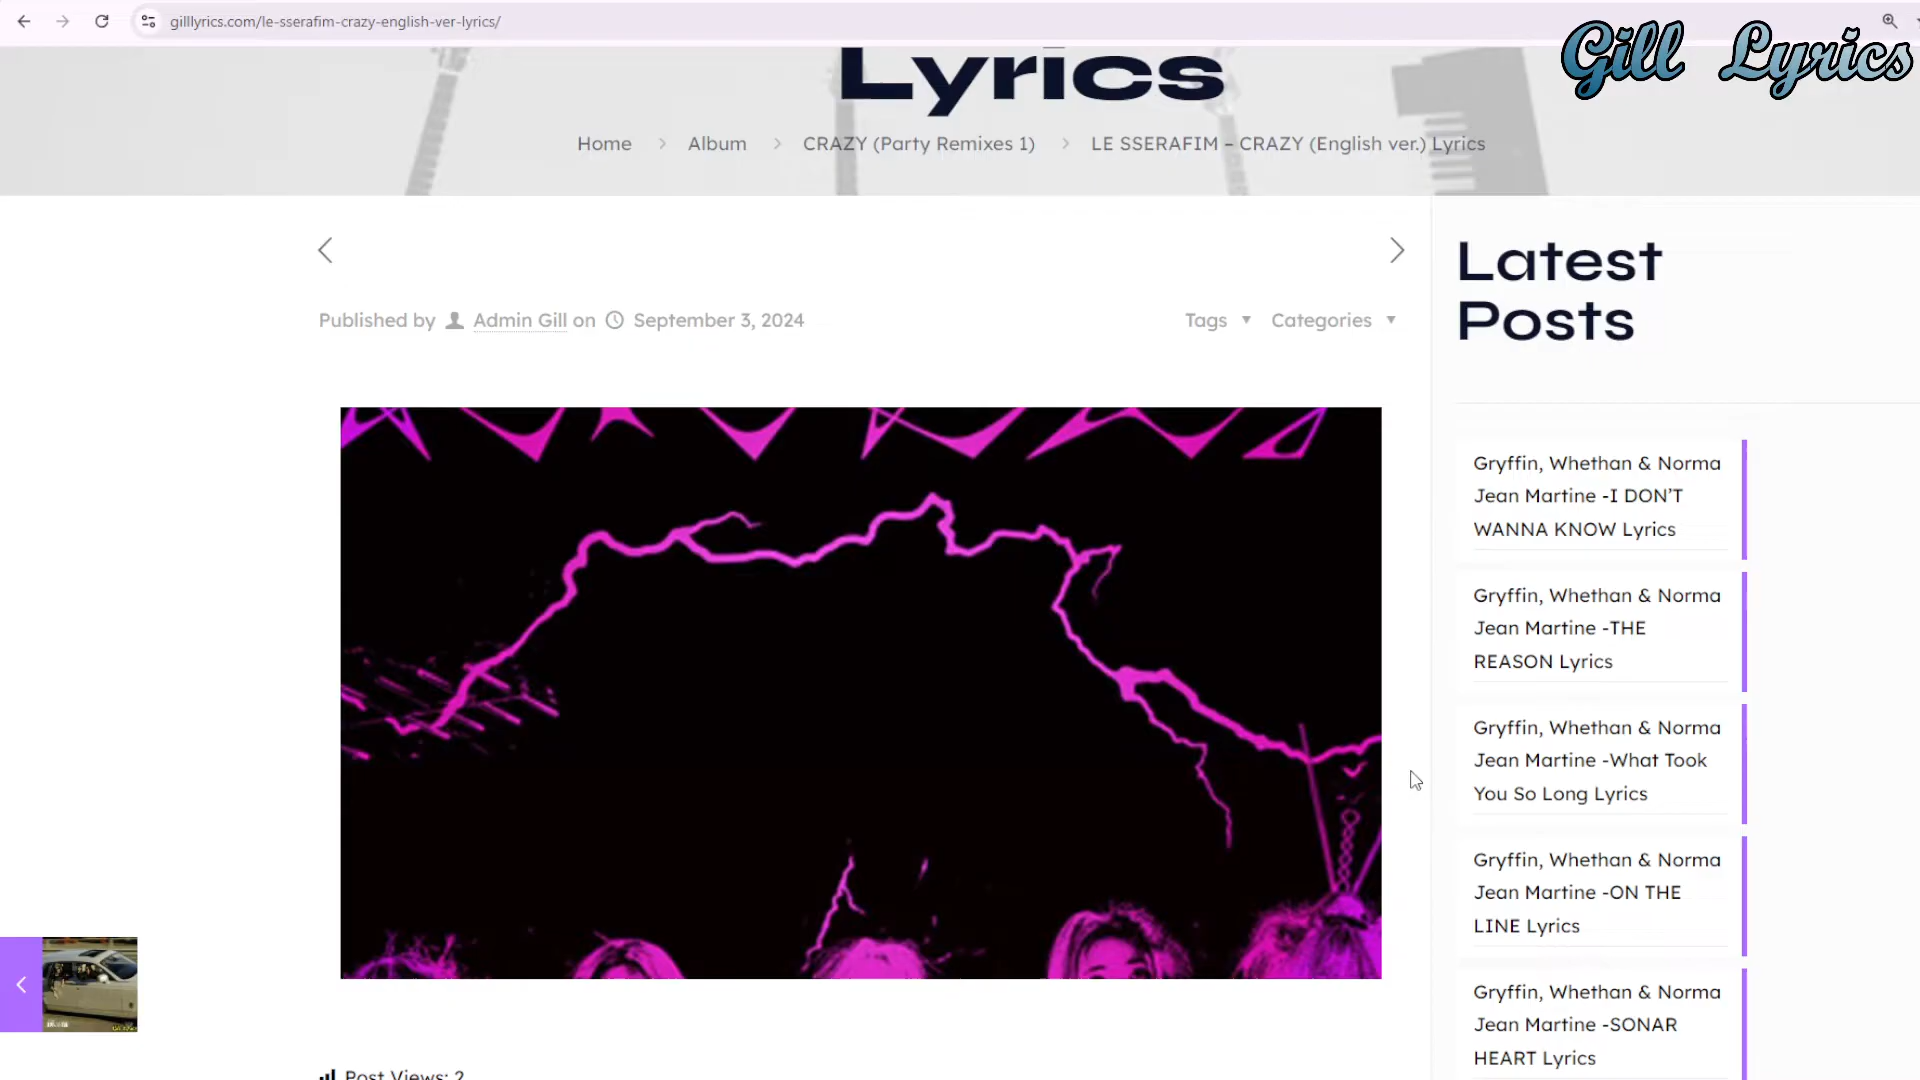 gilllyrics.com/le-sserafim-crazy-english-ver-lyrics/
Gill Lyrics
Lyrics
Home > Album > CRAZY (Party Remixes 1) > LE SSERAFIM – CRAZY (English ver.) Lyrics
Published by Admin Gill on September 3, 2024
Tags ▼ Categories ▼
Latest
Posts
Gryffin, Whethan & Norma
Jean Martine -I DON’T
WANNA KNOW Lyrics
Gryffin, Whethan & Norma
Jean Martine -THE
REASON Lyrics
Gryffin, Whethan & Norma
Jean Martine -What Took
You So Long Lyrics
Gryffin, Whethan & Norma
Jean Martine -ON THE
LINE Lyrics
Gryffin, Whethan & Norma
Jean Martine -SONAR
HEART Lyrics
Post Views: 2